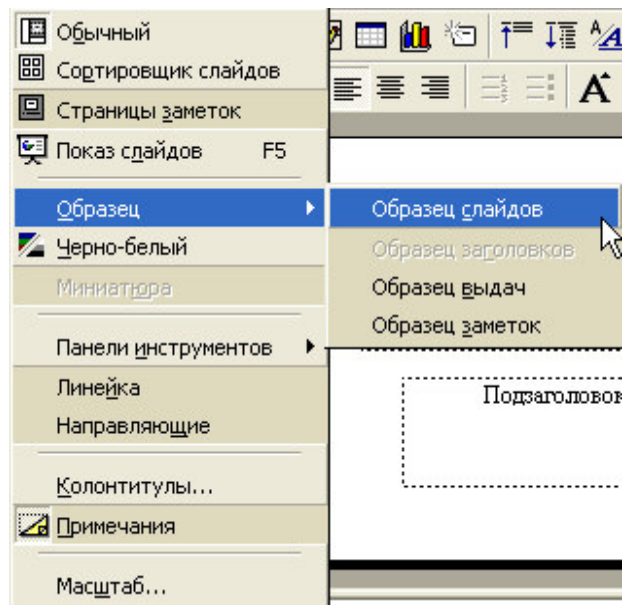 Обычный
Сортировщик слайдов
Страницы заметок
Показ слайдов F5
Образец
Образец слайдов
Черно-белый
Образец заголовков
Миниатюра
Образец выдач
Образец заметок
Панели инструментов
Линейка
Направляющие
Подзаголовок
Колонтитулы...
Примечания
Масштаб...